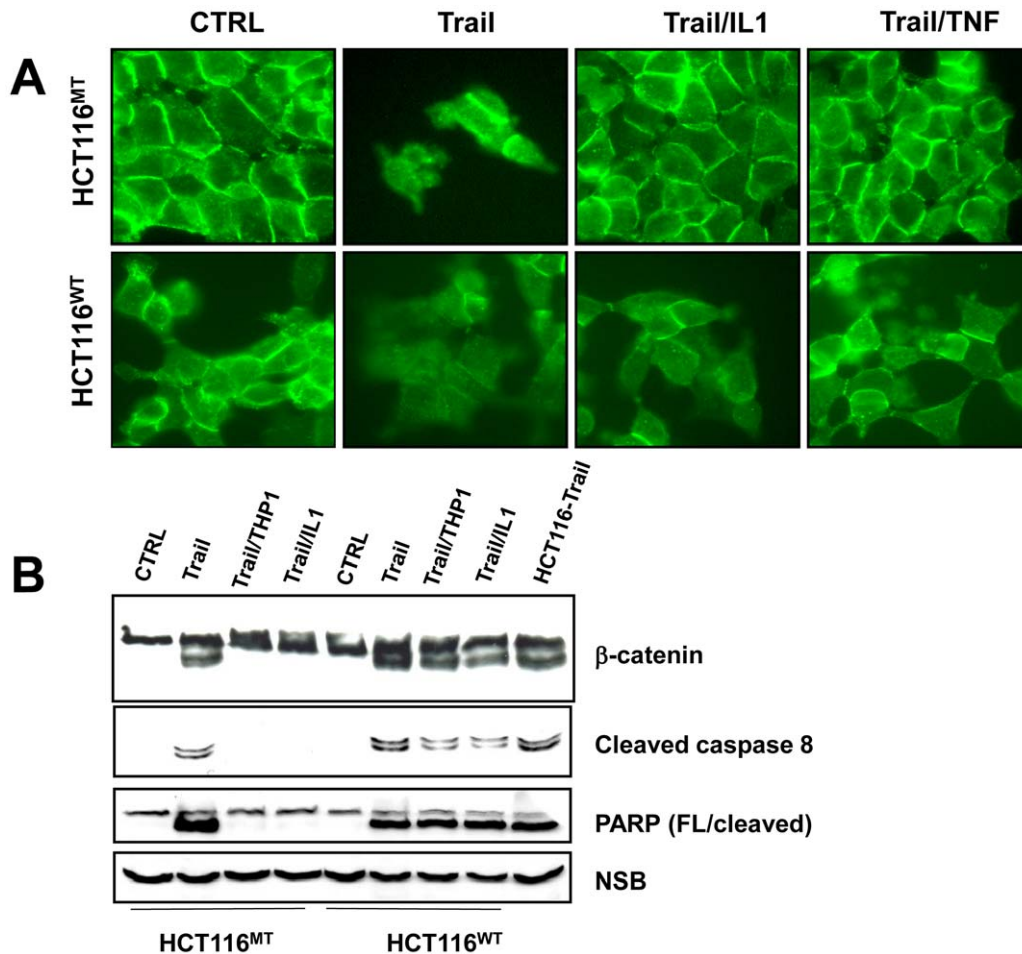 CTRL Trail Trail/IL1 Trail/TNF
A
HCT116MT
HCT116WT
B
CTRL Trail Trail/THP1 Trail/IL1 CTRL Trail Trail/THP1 Trail/IL1 HCT116-Trail
β-catenin
Cleaved caspase 8
PARP (FL/cleaved)
NSB
HCT116MT HCT116WT